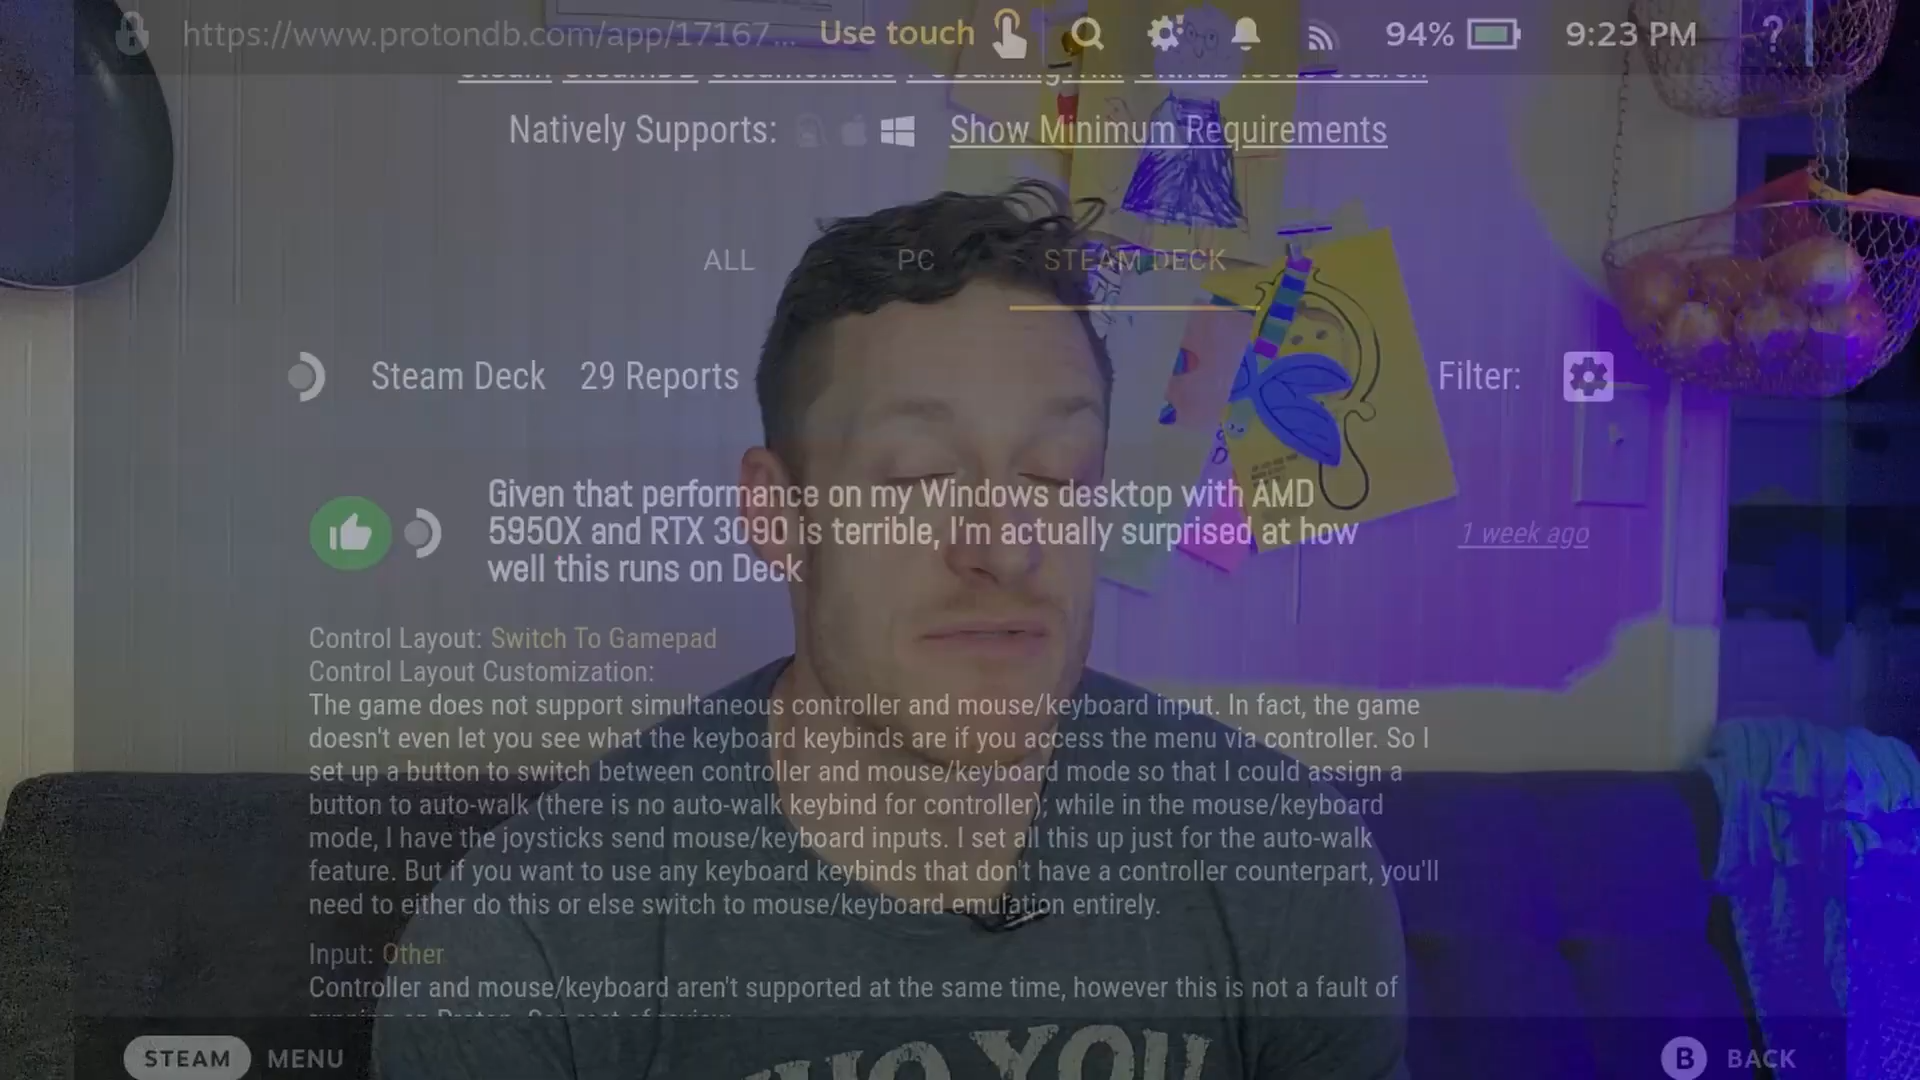 https://www.protondb.com/app/17167... Use touch 94% 9:23 PM ?
Steam SteamDB
Natively Supports: Show Minimum Requirements
ALL PC STEAM DECK
Steam Deck 29 Reports Filter:
Given that performance on my Windows desktop with AMD
5950X and RTX 3090 is terrible, I'm actually surprised at how
well this runs on Deck
1 week ago
Control Layout: Switch To Gamepad
Control Layout Customization:
The game does not support simultaneous controller and mouse/keyboard input. In fact, the game
doesn't even let you see what the keyboard keybinds are if you access the menu via controller. So I
set up a button to switch between controller and mouse/keyboard mode so that I could assign a
button to auto-walk (there is no auto-walk keybind for controller); while in the mouse/keyboard
mode, I have the joysticks send mouse/keyboard inputs. I set all this up just for the auto-walk
feature. But if you want to use any keyboard keybinds that don't have a controller counterpart, you'll
need to either do this or else switch to mouse/keyboard emulation entirely.
Input: Other
Controller and mouse/keyboard aren't supported at the same time, however this is not a fault of
YOU
STEAM MENU B BACK